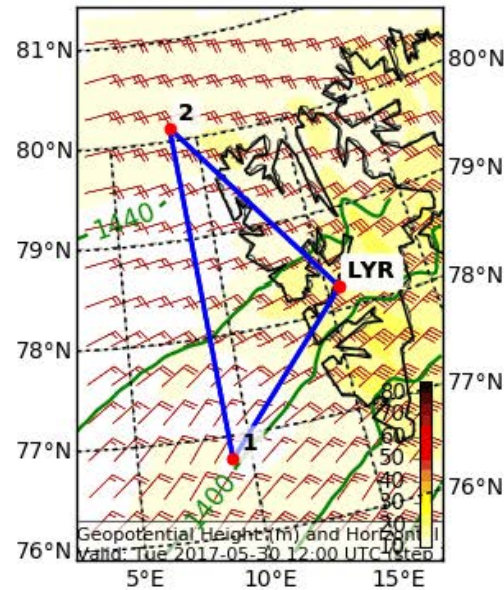 81°N
80°N
80°N
2
79°N
1440
79°N
LYR
78°N
78°N
77°N
80
70
60
50
40
30
20
10
77°N
1
1400
76°N
76°N
Geopotential Height (m) and Horizont
Valid: Tue 2017-05-30 12:00 UTC (step
5°E
10°E
15°E